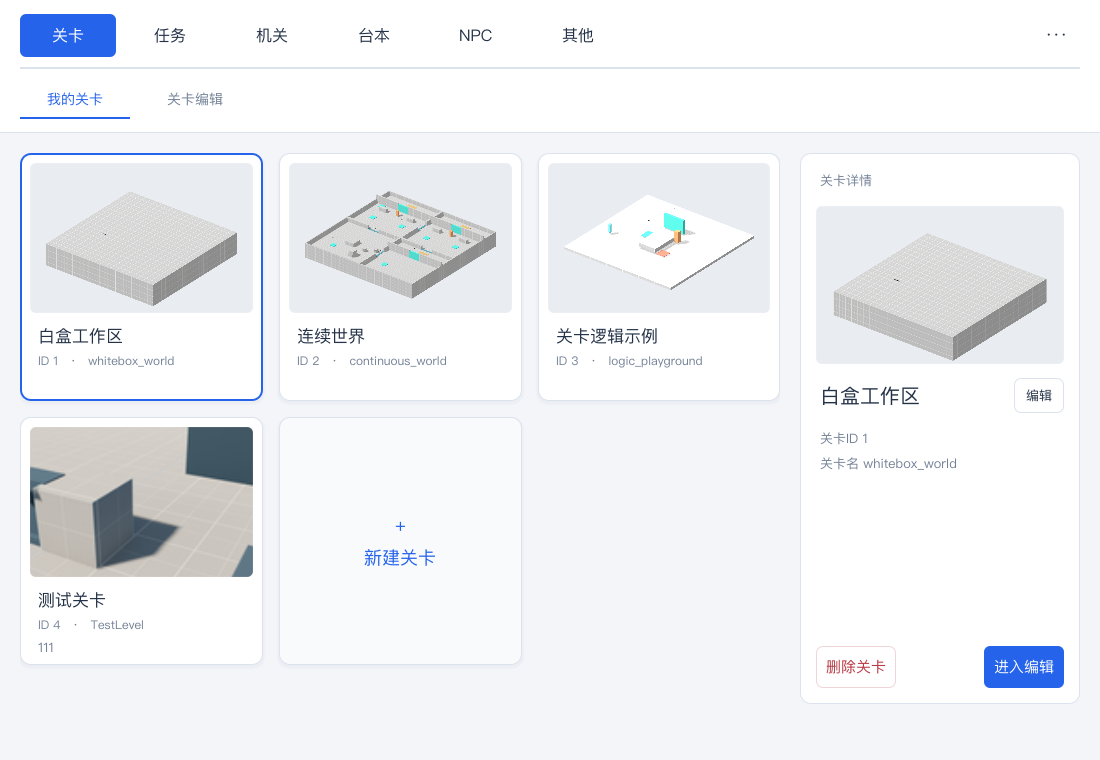 关卡 任务 机关 台本 NPC 其他 ···
我的关卡 关卡编辑
白盒工作区
ID 1 · whitebox_world
连续世界
ID 2 · continuous_world
关卡逻辑示例
ID 3 · logic_playground
测试关卡
ID 4 · TestLevel
111
+
新建关卡
关卡详情
白盒工作区 编辑
关卡ID 1
关卡名 whitebox_world
删除关卡 进入编辑